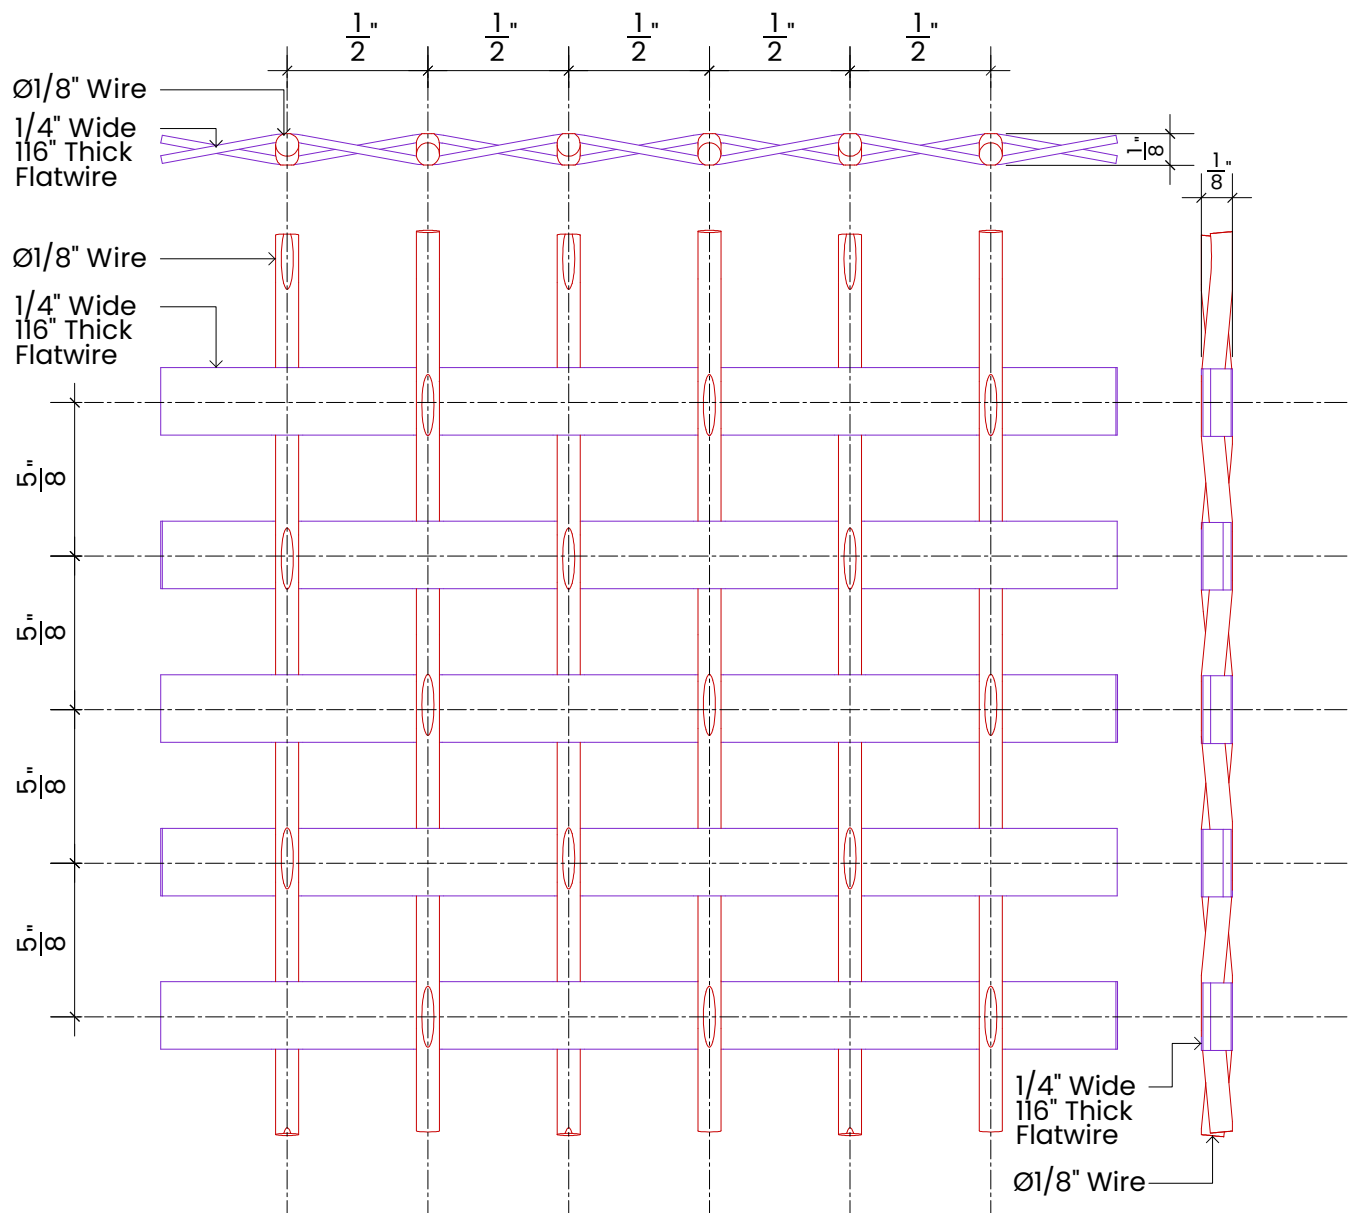 1/2" 1/2" 1/2" 1/2" 1/2"
Ø1/8" Wire
1/4" Wide
116" Thick
Flatwire
1/8"
1/8"
Ø1/8" Wire
1/4" Wide
116" Thick
Flatwire
5/8"
5/8"
5/8"
5/8"
1/4" Wide
116" Thick
Flatwire
Ø1/8" Wire